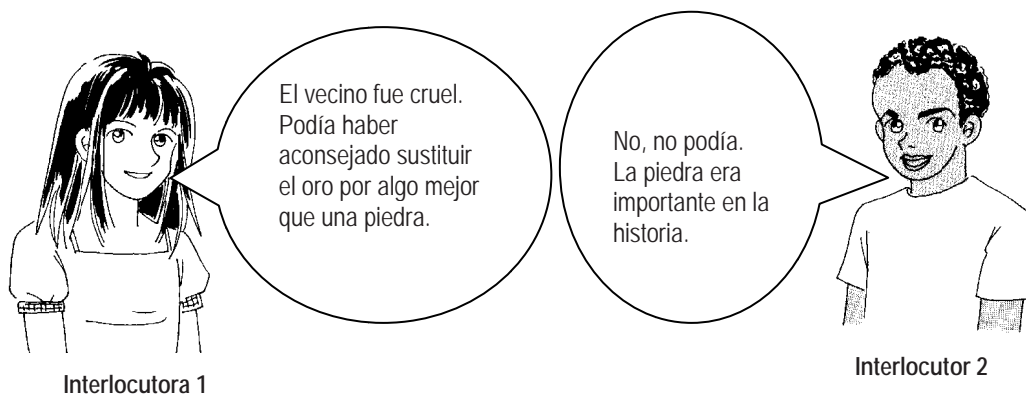 El vecino fue cruel.
Podía haber
aconsejado sustituir
el oro por algo mejor
que una piedra.
No, no podía.
La piedra era
importante en la
historia.
Interlocutora 1
Interlocutor 2